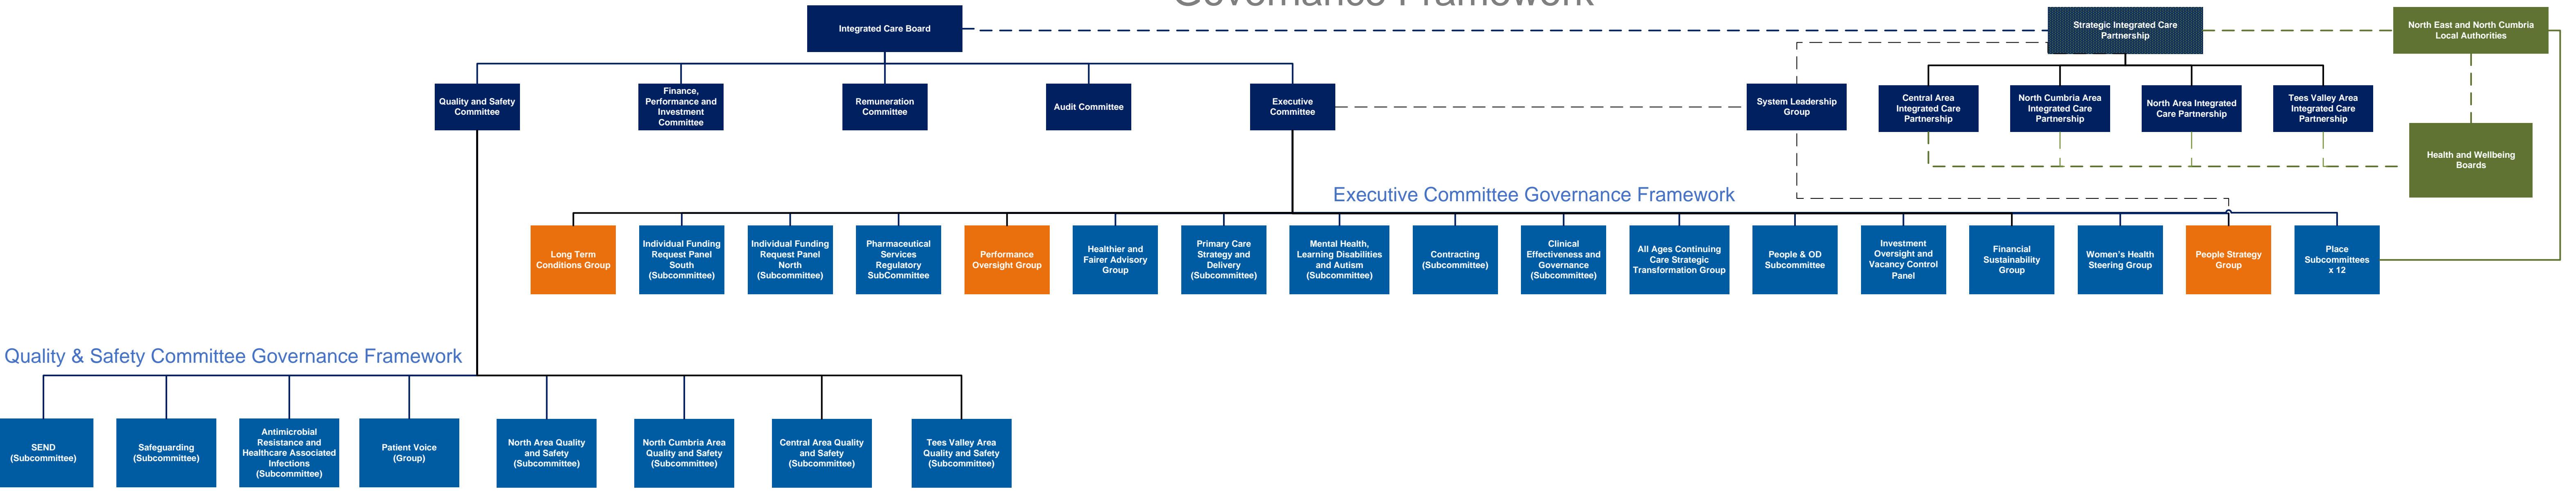 Governance Framework
Integrated Care Board
Strategic Integrated Care
Partnership
North East and North Cumbria
Local Authorities
Quality and Safety
Committee
Finance,
Performance and
Investment
Committee
Remuneration
Committee
Audit Committee
Executive
Committee
System Leadership
Group
Central Area
Integrated Care
Partnership
North Cumbria Area
Integrated Care
Partnership
North Area Integrated
Care Partnership
Tees Valley Area
Integrated Care
Partnership
Health and Wellbeing
Boards
Executive Committee Governance Framework
Long Term
Conditions Group
Individual Funding
Request Panel
South
(Subcommittee)
Individual Funding
Request Panel
North
(Subcommittee)
Pharmaceutical
Services
Regulatory
SubCommittee
Performance
Oversight Group
Healthier and
Fairer Advisory
Group
Primary Care
Strategy and
Delivery
(Subcommittee)
Mental Health,
Learning Disabilities
and Autism
(Subcommittee)
Contracting
(Subcommittee)
Clinical
Effectiveness and
Governance
(Subcommittee)
All Ages Continuing
Care Strategic
Transformation Group
People & OD
Subcommittee
Investment
Oversight and
Vacancy Control
Panel
Financial
Sustainability
Group
Women's Health
Steering Group
People Strategy
Group
Place
Subcommittees
x 12
Quality & Safety Committee Governance Framework
SEND
(Subcommittee)
Safeguarding
(Subcommittee)
Antimicrobial
Resistance and
Healthcare Associated
Infections
(Subcommittee)
Patient Voice
(Group)
North Area Quality
and Safety
(Subcommittee)
North Cumbria Area
Quality and Safety
(Subcommittee)
Central Area Quality
and Safety
(Subcommittee)
Tees Valley Area
Quality and Safety
(Subcommittee)